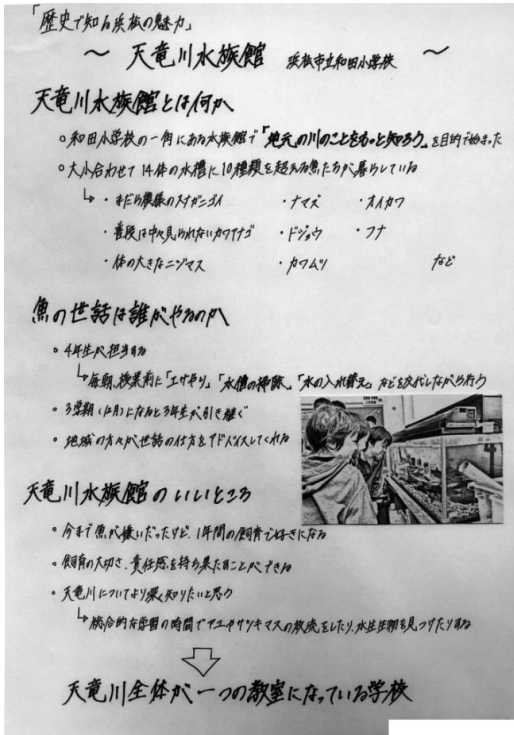 「歴史で知る浜松の魅力」
～ 天竜川水族館 浜松市立和田小学校 ～
天竜川水族館とは何か
○ 和田小学校の一角にある水族館で「地元の川のことをもっと知ろう」を目的で始まった
○ 大小合わせて14体の水槽に10種類を超える魚たちが暮らしている
↳ ・まだら模様のスナガニゴイ ・ナマズ ・オイカワ
・普段は中々見られないカワアナゴ ・ドジョウ ・フナ
・体の大きなニジマス ・カワムツ など
魚の世話は誰がやるのか
○ 4年生が担当する
↳ 毎朝、授業前に「エサやり」「水槽の掃除」「水の入れ替え」などを交代しながら行う
○ 3学期(1月)になると3年生が引き継ぐ
○ 地域の方々が世話の仕方をアドバイスしてくれる
天竜川水族館のいいところ
○ 今まで魚が嫌いだったけど、1年間の飼育で好きになる
○ 飼育の大切さ、責任感を持ち果たすことができる
○ 天竜川についてより深く知りたいと思う
↳ 総合的な学習の時間でアユやサツキマスの放流をしたり、水生生物を見つけたりする
天竜川全体が一つの教室になっている学校